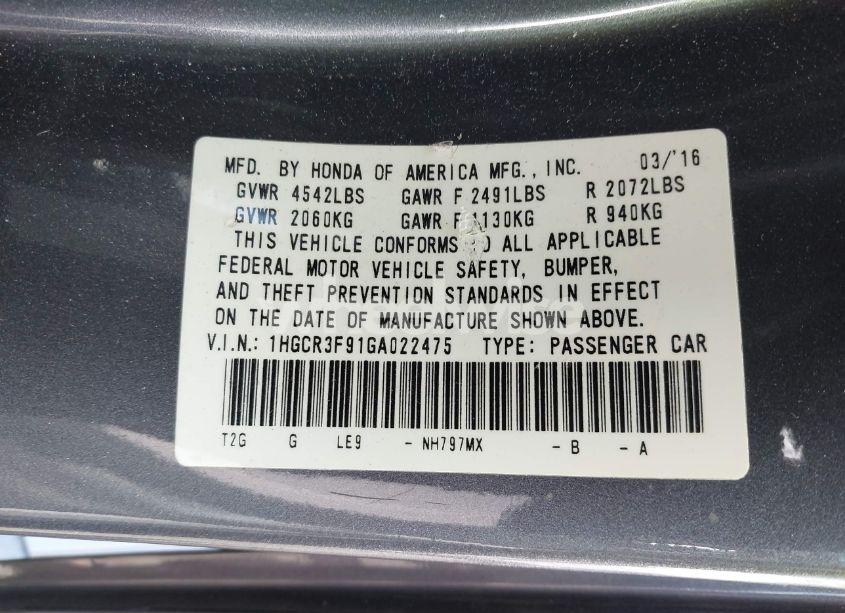 MFD. BY HONDA OF AMERICA MFG., INC. 03/'16
GVWR 4542LBS GAWR F 2491LBS R 2072LBS
GVWR 2060KG GAWR F 1130KG R 940KG
THIS VEHICLE CONFORMS TO ALL APPLICABLE
FEDERAL MOTOR VEHICLE SAFETY, BUMPER,
AND THEFT PREVENTION STANDARDS IN EFFECT
ON THE DATE OF MANUFACTURE SHOWN ABOVE.
V.I.N.: 1HGCR3F91GA022475 TYPE: PASSENGER CAR
T2G G LE9 - NH797MX - B - A